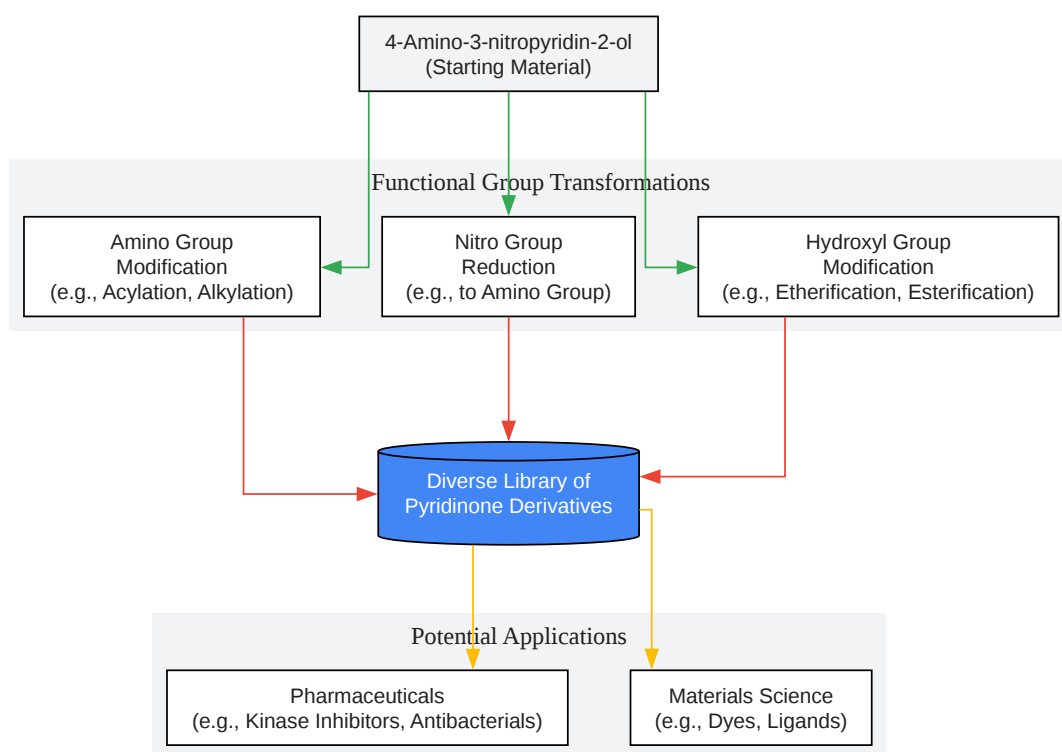 4-Amino-3-nitropyridin-2-ol
(Starting Material)
Functional Group Transformations
Amino Group
Modification
(e.g., Acylation, Alkylation)
Nitro Group
Reduction
(e.g., to Amino Group)
Hydroxyl Group
Modification
(e.g., Etherification, Esterification)
Diverse Library of
Pyridinone Derivatives
Potential Applications
Pharmaceuticals
(e.g., Kinase Inhibitors, Antibacterials)
Materials Science
(e.g., Dyes, Ligands)